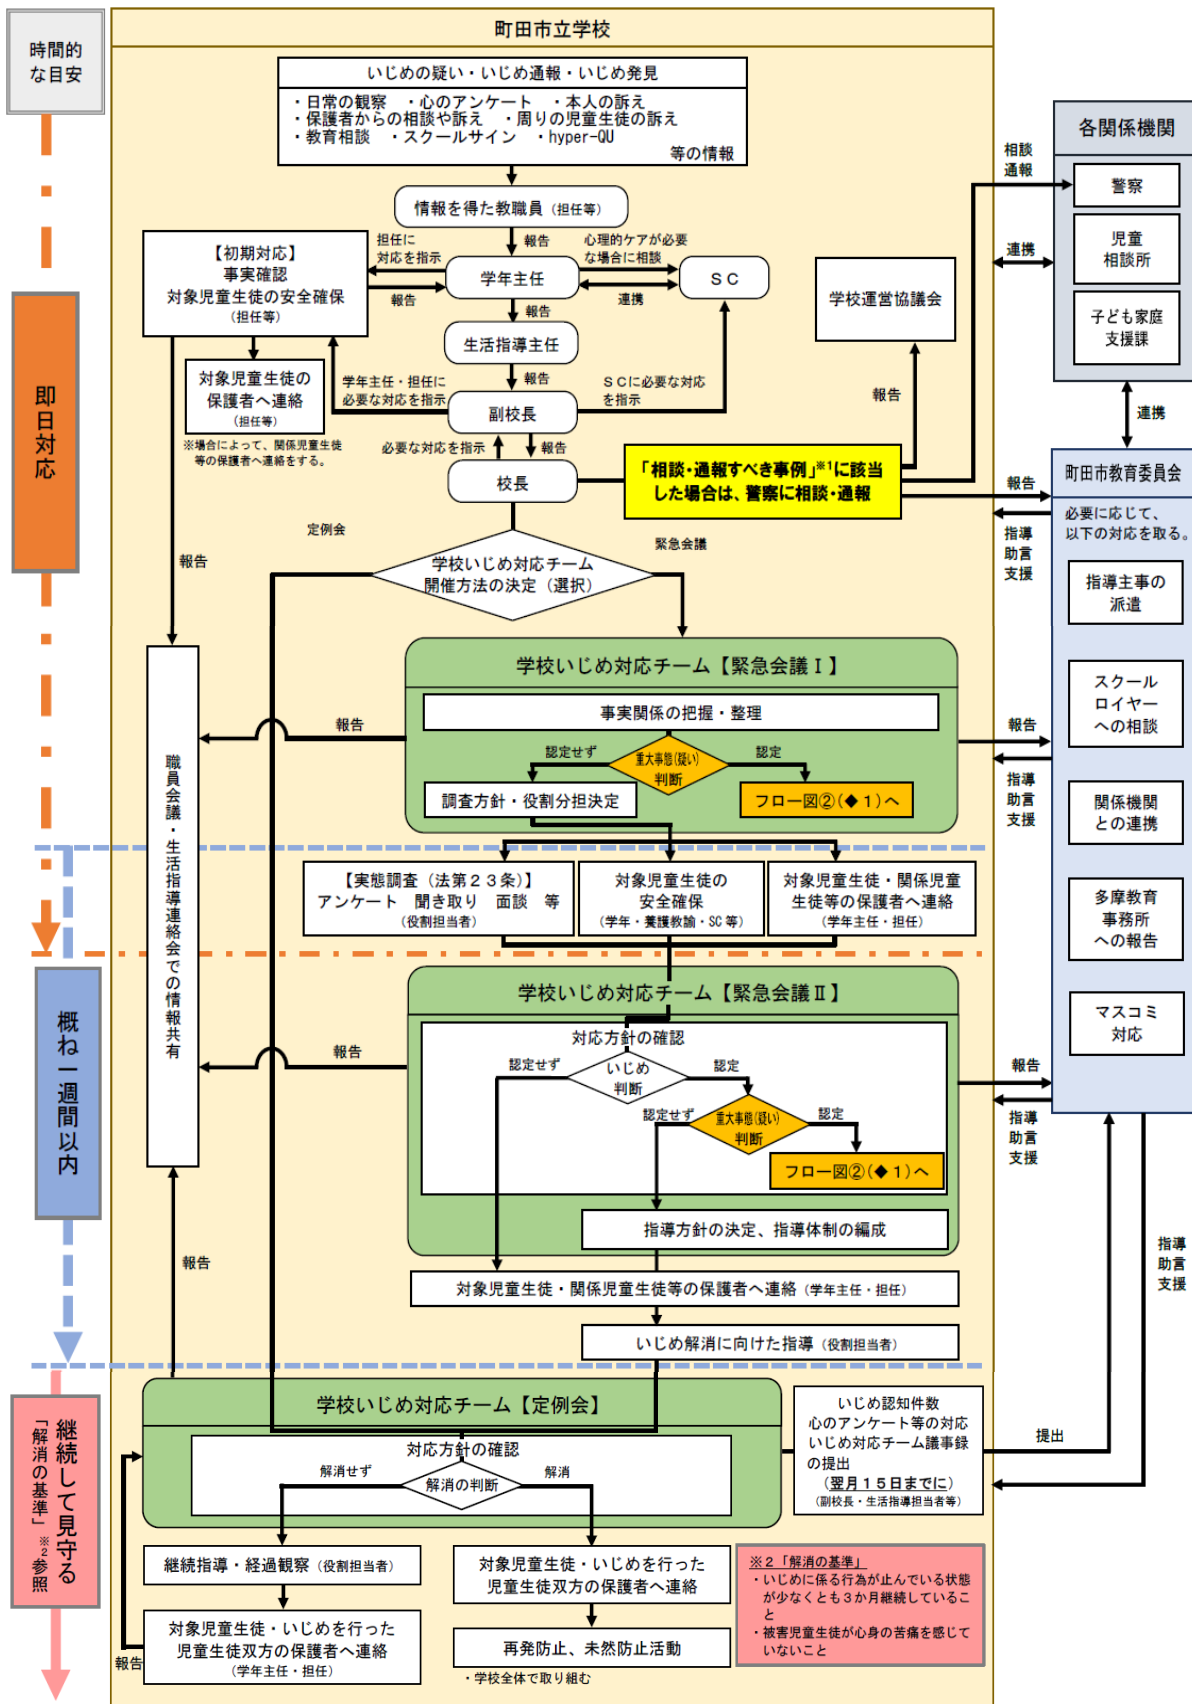 時間的
な目安
町田市立学校
いじめの疑い・いじめ通報・いじめ発見
・日常の観察　・心のアンケート　・本人の訴え
・保護者からの相談や訴え　・周りの児童生徒の訴え
・教育相談　・スクールサイン　・hyper-QU
等の情報
情報を得た教職員（担任等）
報告
担任に
対応を指示
心理的ケアが必要
な場合に相談
【初期対応】
事実確認
対象児童生徒の安全確保
（担任等）
学年主任
ＳＣ
報告
連携
報告
生活指導主任
対象児童生徒の
保護者へ連絡
（担任等）
※場合によって、関係児童生徒
等の保護者へ連絡をする。
学年主任・担任に
必要な対応を指示
報告
ＳＣに必要な対応
を指示
副校長
必要な対応を指示
報告
校長
「相談・通報すべき事例」※1に該当
した場合は、警察に相談・通報
学校運営協議会
報告
相談
通報
連携
各関係機関
警察
児童
相談所
子ども家庭
支援課
連携
報告
指導
助言
支援
町田市教育委員会
必要に応じて、
以下の対応を取る。
指導主事の
派遣
スクール
ロイヤー
への相談
関係機関
との連携
多摩教育
事務所
への報告
マスコミ
対応
即日対応
定例会
緊急会議
報告
学校いじめ対応チーム
開催方法の決定（選択）
学校いじめ対応チーム【緊急会議Ⅰ】
事実関係の把握・整理
報告
認定せず
重大事態(疑い)
判断
認定
調査方針・役割分担決定
フロー図②(◆１)へ
報告
指導
助言
支援
職員会議・生活指導連絡会での情報共有
【実態調査（法第２３条）】
アンケート　聞き取り　面談　等
（役割担当者）
対象児童生徒の
安全確保
（学年・養護教諭・SC 等）
対象児童生徒・関係児童
生徒等の保護者へ連絡
（学年主任・担任）
概ね一週間以内
学校いじめ対応チーム【緊急会議Ⅱ】
対応方針の確認
報告
認定せず
いじめ
判断
認定
認定せず
重大事態(疑い)
判断
認定
フロー図②(◆１)へ
報告
指導
助言
支援
指導方針の決定、指導体制の編成
報告
対象児童生徒・関係児童生徒等の保護者へ連絡（学年主任・担任）
いじめ解消に向けた指導（役割担当者）
指導
助言
支援
継続して見守る
「解消の基準」※2参照
学校いじめ対応チーム【定例会】
対応方針の確認
解消せず
解消の判断
解消
いじめ認知件数
心のアンケート等の対応
いじめ対応チーム議事録
の提出
（翌月１５日までに）
（副校長・生活指導担当者等）
提出
継続指導・経過観察（役割担当者）
対象児童生徒・いじめを行った
児童生徒双方の保護者へ連絡
（学年主任・担任）
報告
対象児童生徒・いじめを行った
児童生徒双方の保護者へ連絡
再発防止、未然防止活動
・学校全体で取り組む
※２「解消の基準」
・いじめに係る行為が止んでいる状態
が少なくとも３か月継続しているこ
と
・被害児童生徒が心身の苦痛を感じて
いないこと